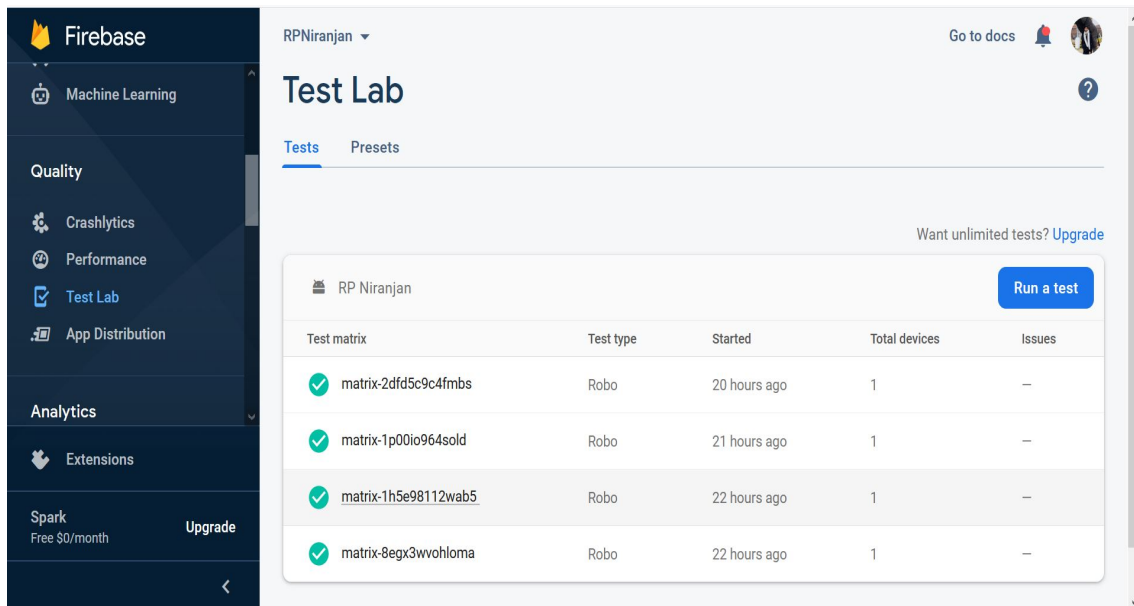 Firebase
Machine Learning
Quality
Crashlytics
Performance
Test Lab
App Distribution
Analytics
Extensions
Spark
Free $0/month
Upgrade
RPNiranjan
Go to docs
Test Lab
?
Tests Presets
Want unlimited tests? Upgrade
RP Niranjan
Run a test
Test matrix Test type Started Total devices Issues
matrix-2dfd5c9c4fmbs Robo 20 hours ago 1 –
matrix-1p00io964sold Robo 21 hours ago 1 –
matrix-1h5e98112wab5 Robo 22 hours ago 1 –
matrix-8egx3wvohloma Robo 22 hours ago 1 –